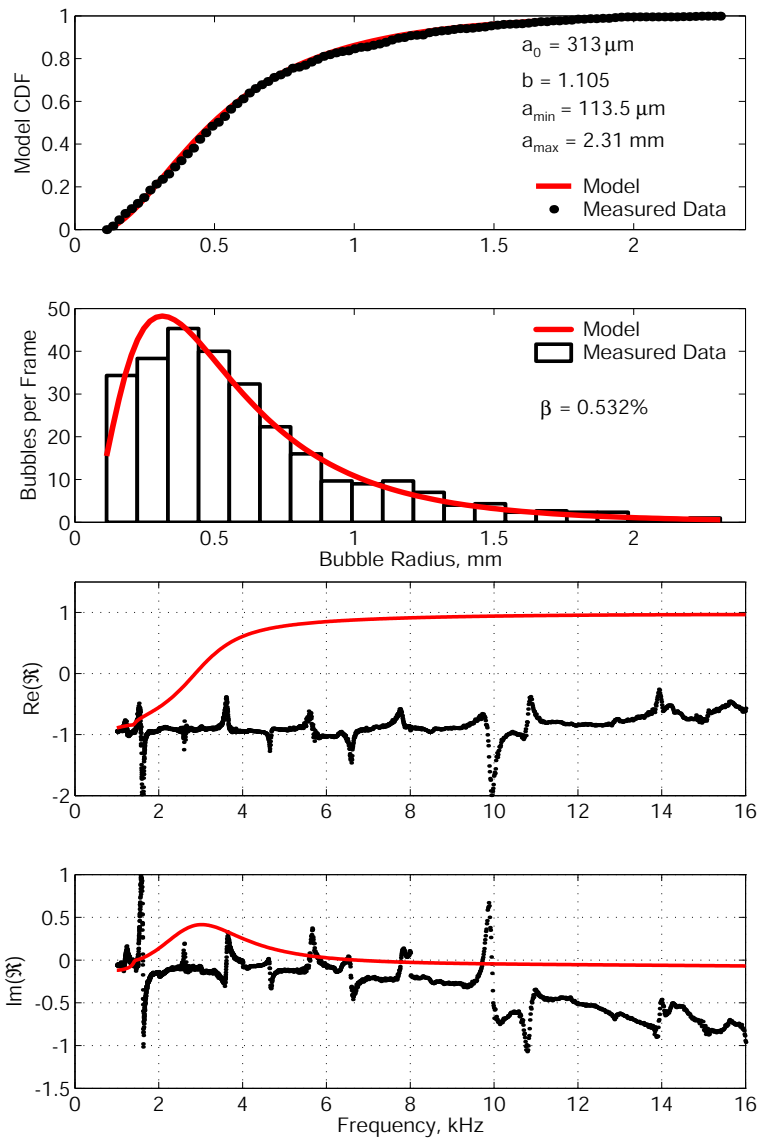 1
0.8
0.6
0.4
0.2
0
Model CDF
a0 = 313 μm
b = 1.105
amin = 113.5 μm
amax = 2.31 mm
Model
Measured Data
0 0.5 1 1.5 2
50
40
30
20
10
0
Bubbles per Frame
Model
Measured Data
β = 0.532%
0 0.5 1 1.5 2
Bubble Radius, mm
1
0
-1
-2
Re(ℜ)
0 2 4 6 8 10 12 14 16
1
0.5
0
-0.5
-1
-1.5
Im(ℜ)
0 2 4 6 8 10 12 14 16
Frequency, kHz